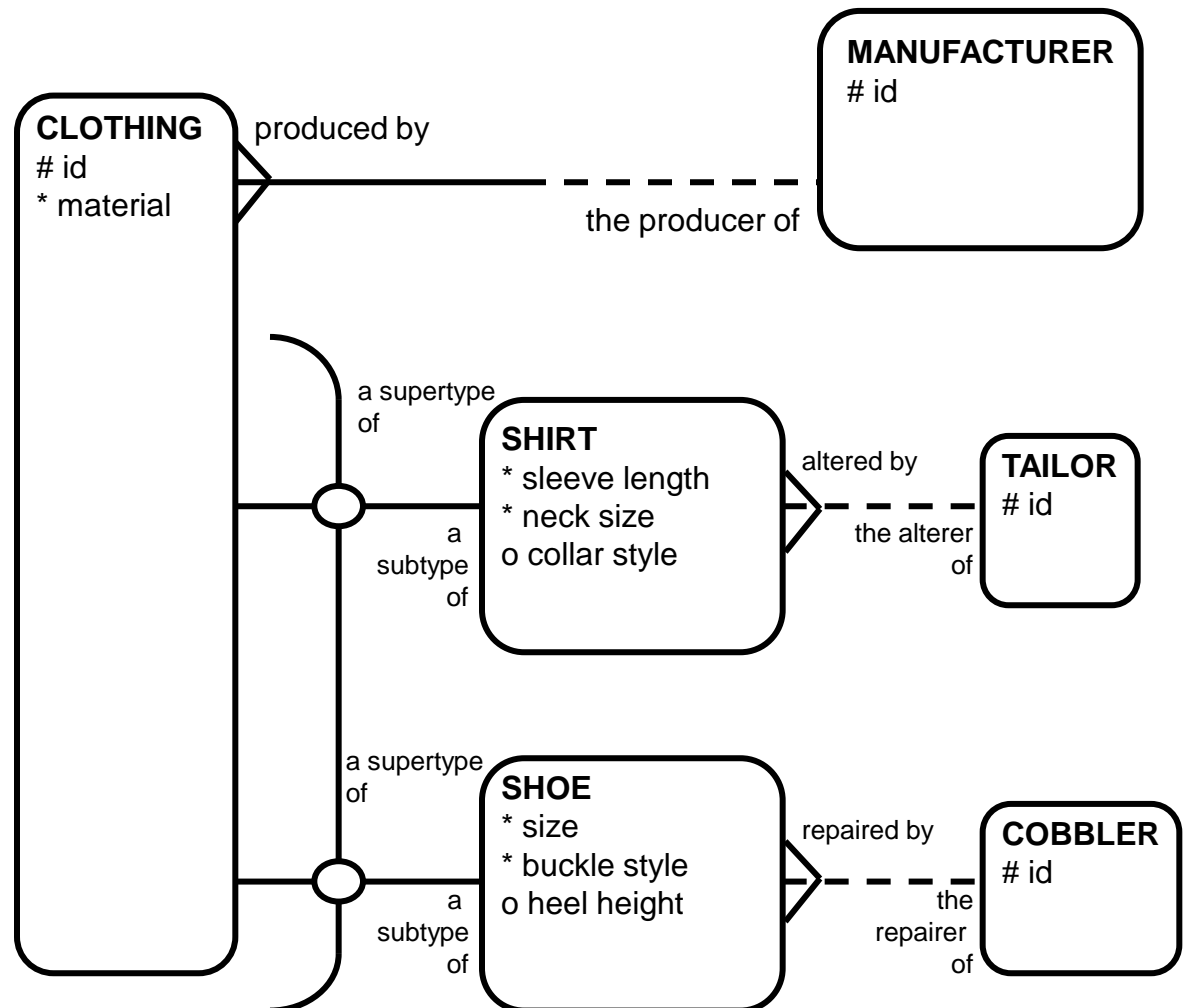 MANUFACTURER
# id
CLOTHING
# id
* material
produced by
the producer of
a supertype
of
SHIRT
* sleeve length
* neck size
o collar style
a
subtype
of
altered by
the alterer
of
TAILOR
# id
a supertype
of
SHOE
* size
* buckle style
o heel height
a
subtype
of
repaired by
the
repairer
of
COBBLER
# id